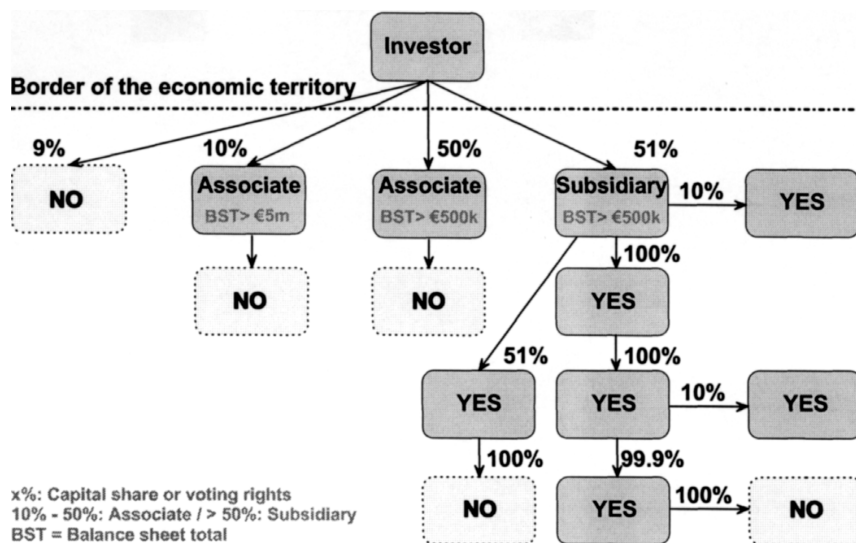 Investor
Border of the economic territory
9%
10%
50%
51%
NO
Associate
BST> €5m
Associate
BST> €500k
Subsidiary
BST> €500k
10%
YES
NO
NO
100%
YES
51%
100%
YES
YES
10%
YES
100%
99.9%
NO
YES
100%
NO
x%: Capital share or voting rights
10% - 50%: Associate / > 50%: Subsidiary
BST = Balance sheet total